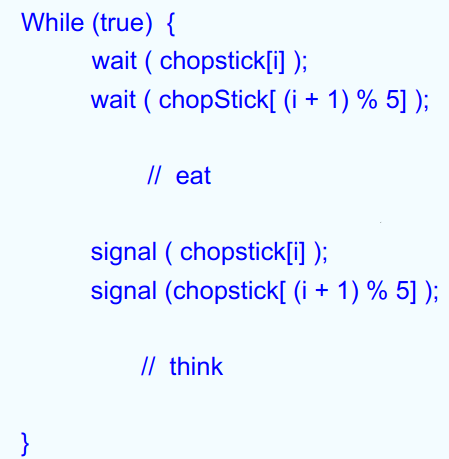 While (true)  {
wait ( chopstick[i] );
wait ( chopStick[ (i + 1) % 5] );
//  eat
signal ( chopstick[i] );
signal (chopstick[ (i + 1) % 5] );
//  think
}